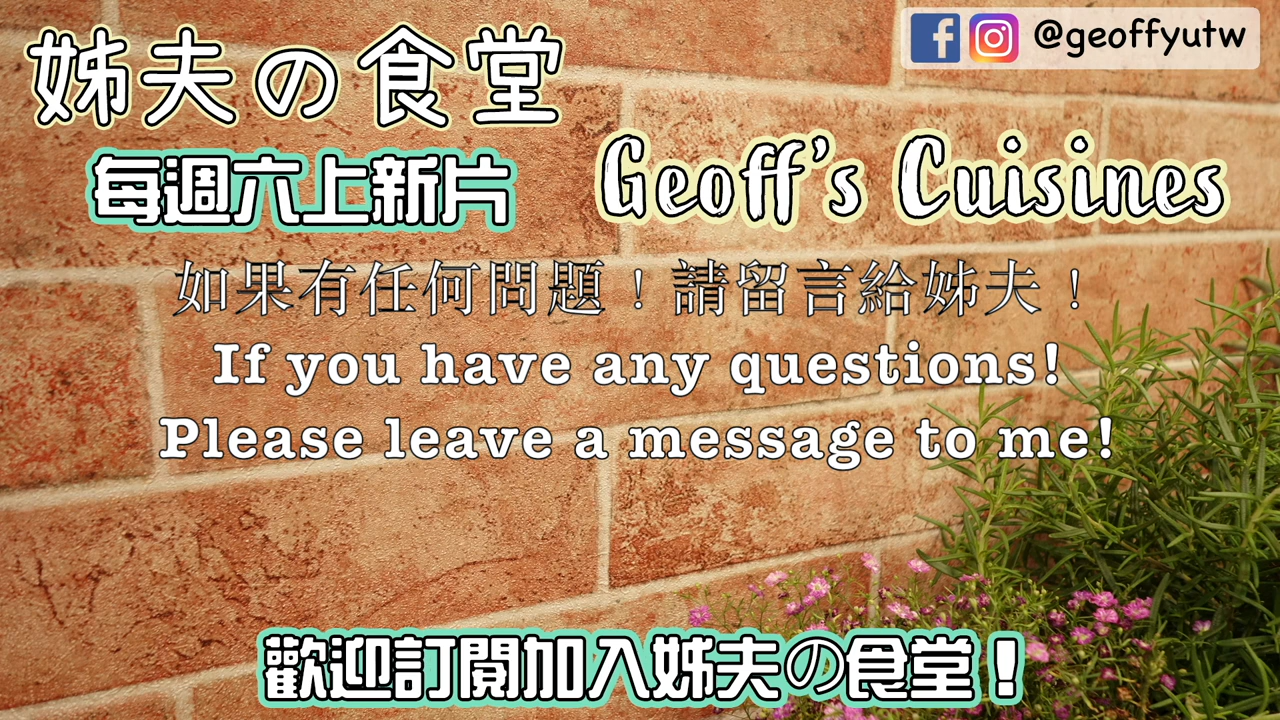 姊夫の食堂
@geoffyutw
每週六上新片
Geoff's Cuisines
如果有任何問題！請留言給姊夫！
If you have any questions!
Please leave a message to me!
歡迎訂閱加入姊夫の食堂！